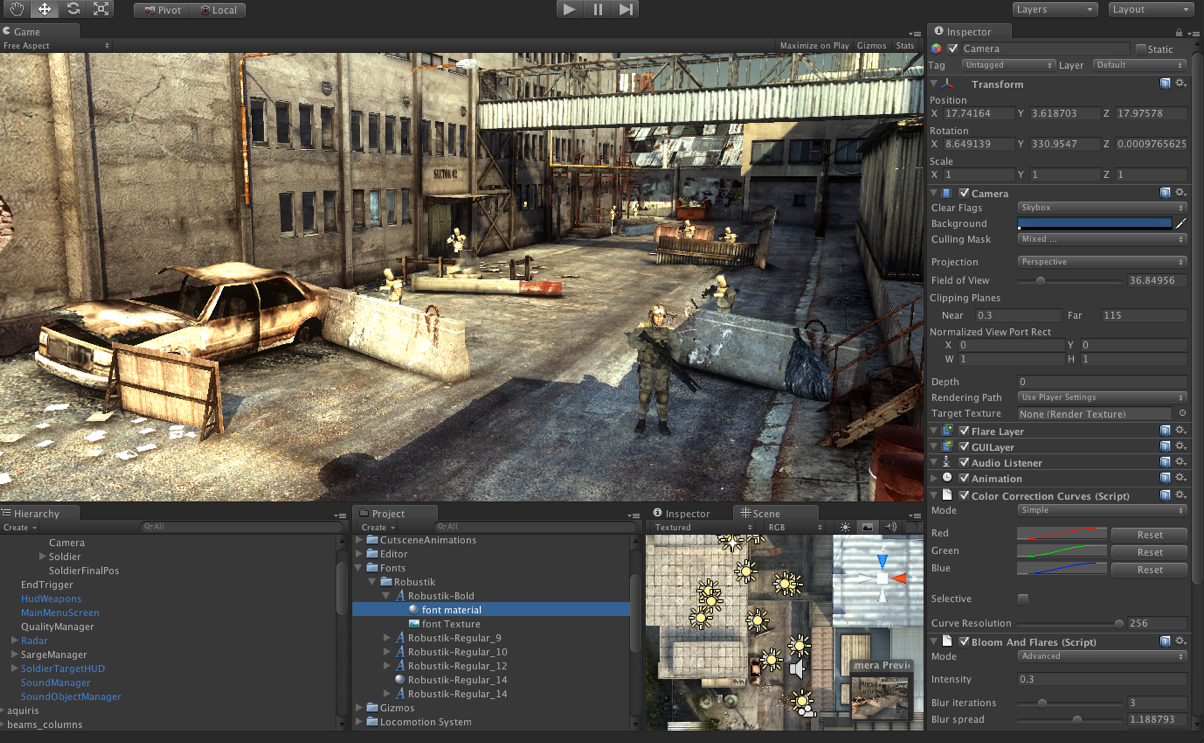 Pivot Local
Layers Layout
Game
Free Aspect
Maximize on Play Gizmos Stats
SECTOR 02
Inspector
Camera Static
Tag Untagged Layer Default
Transform
Position
X 17.74164 Y 3.618703 Z 17.97578
Rotation
X 8.649139 Y 330.9547 Z 0.0009765625
Scale
X 1 Y 1 Z 1
Camera
Clear Flags Skybox
Background
Culling Mask Mixed ...
Projection Perspective
Field of View 36.84956
Clipping Planes
Near 0.3 Far 115
Normalized View Port Rect
X 0 Y 0
W 1 H 1
Depth 0
Rendering Path Use Player Settings
Target Texture None (Render Texture)
Flare Layer
GUILayer
Audio Listener
Animation
Color Correction Curves (Script)
Mode Simple
Red Reset
Green Reset
Blue Reset
Selective
Curve Resolution 256
Bloom And Flares (Script)
Mode Advanced
Intensity 0.3
Blur iterations 3
Blur spread 1.188793
Hierarchy
Create All
Camera
Soldier
SoldierFinalPos
EndTrigger
HudWeapons
MainMenuScreen
QualityManager
Radar
SargeManager
SoldierTargetHUD
SoundManager
SoundObjectManager
aquiris
beams_columns
Project
Create All
CutsceneAnimations
Editor
Fonts
Robustik
Robustik-Bold
font material
font Texture
Robustik-Regular_9
Robustik-Regular_10
Robustik-Regular_12
Robustik-Regular_14
Robustik-Regular_14
Gizmos
Locomotion System
Inspector Scene
Textured RGB
mera Previe